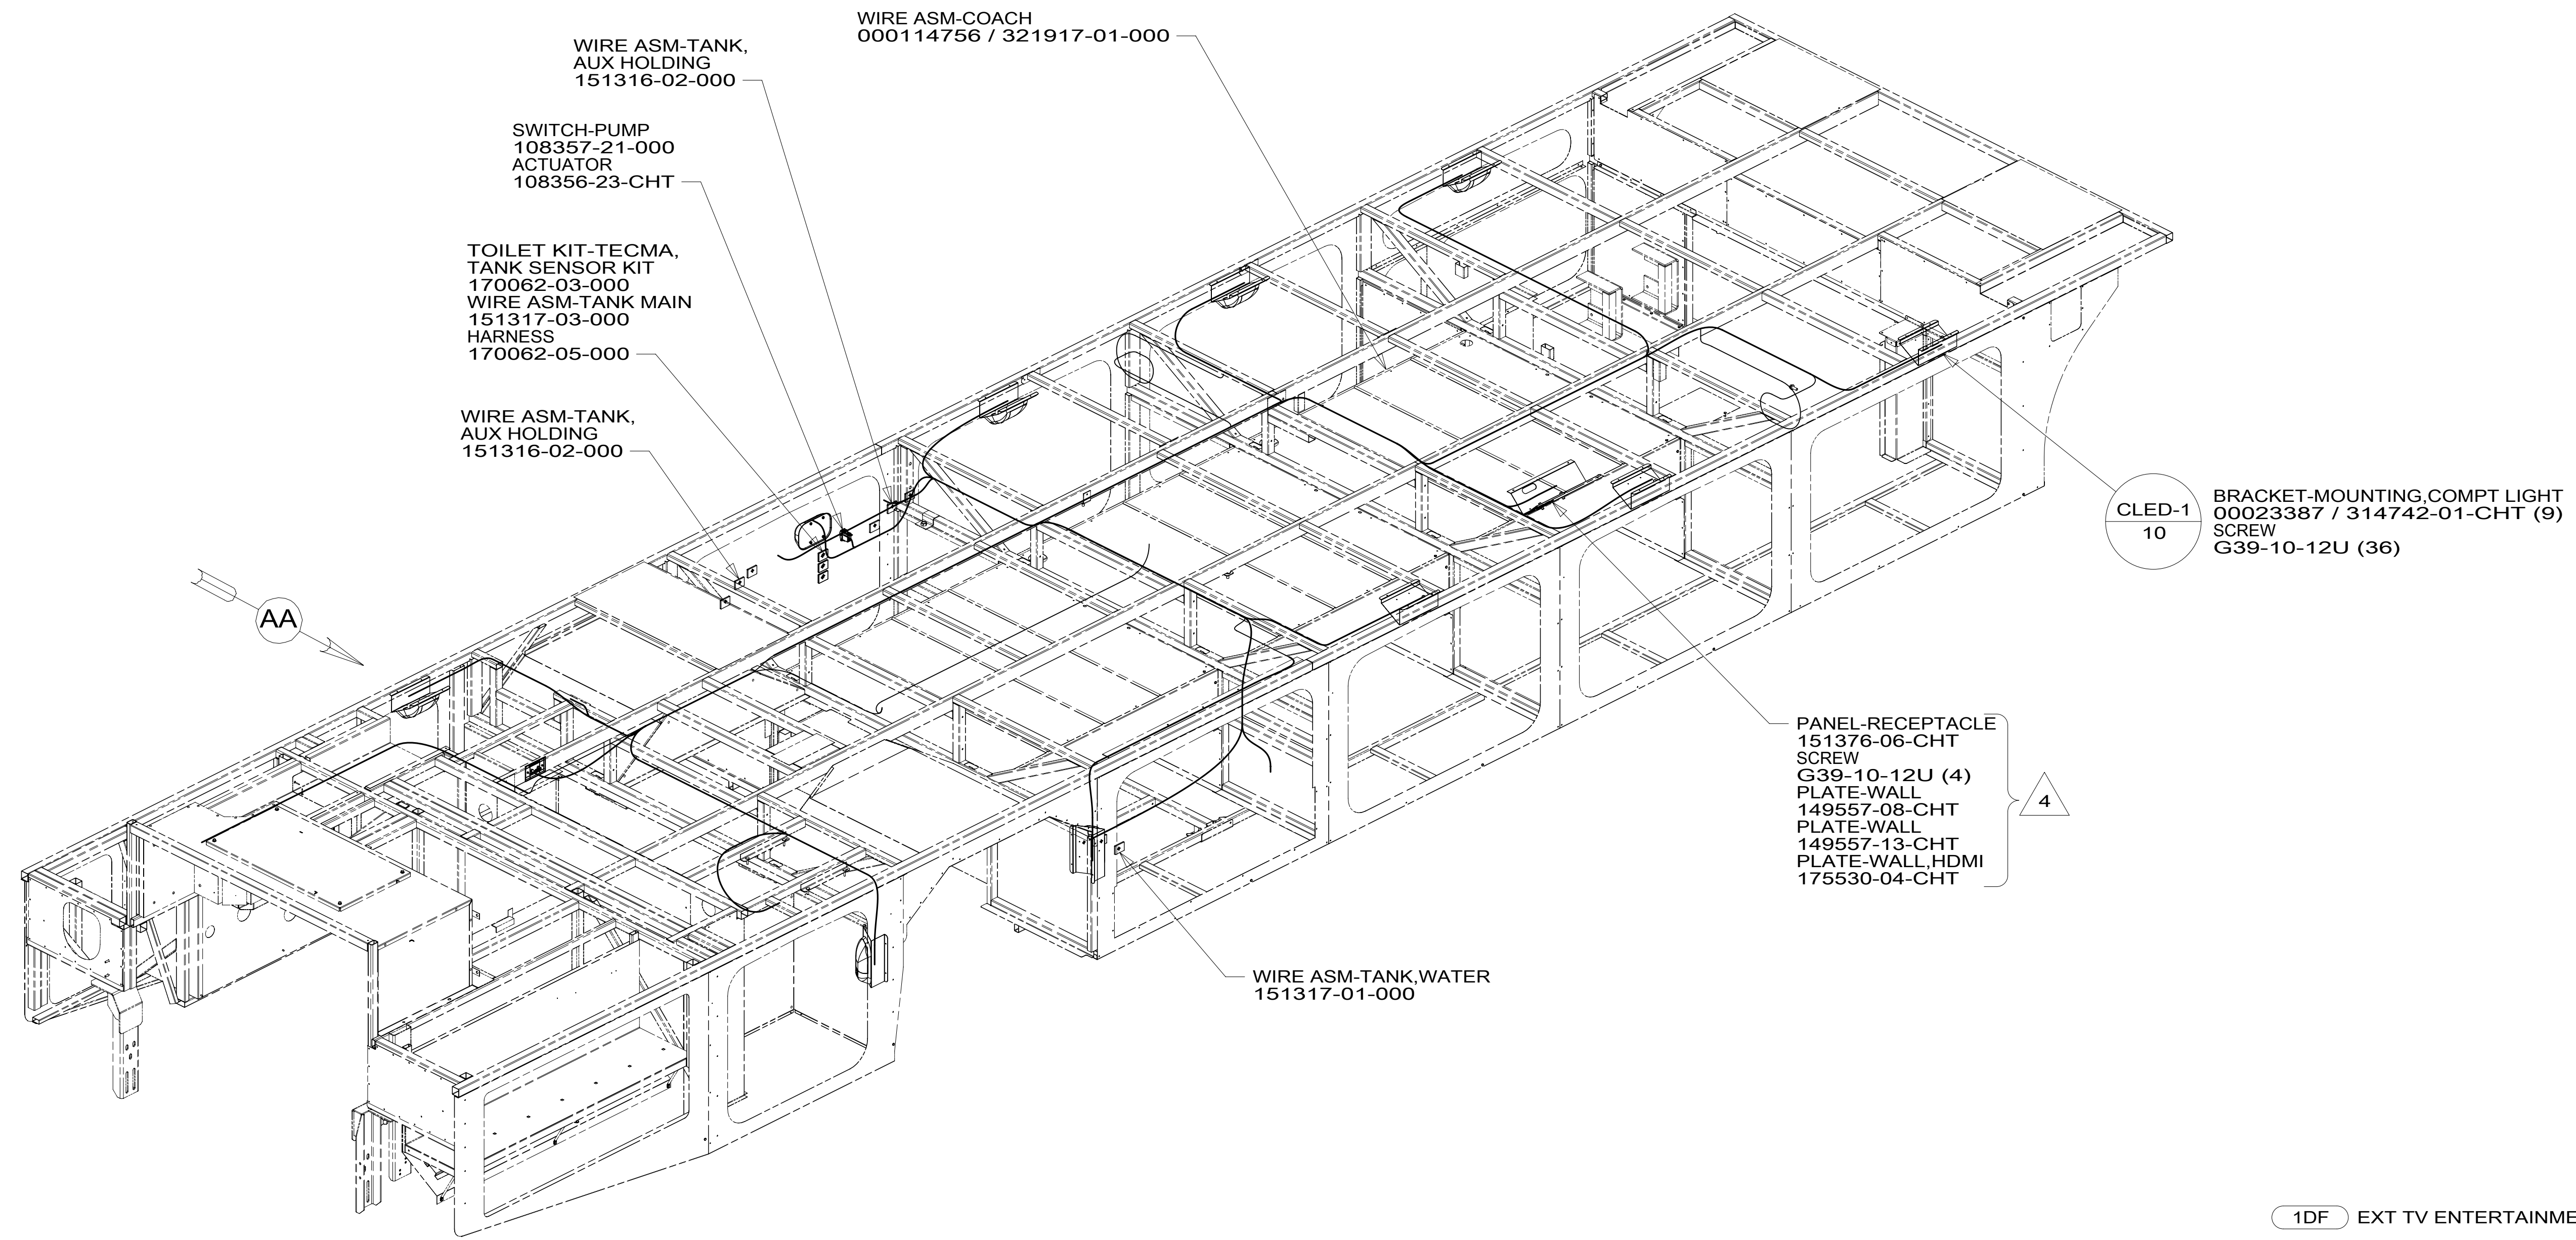 WIRE ASM-COACH
000114756 / 321917-01-000
WIRE ASM-TANK,
AUX HOLDING
151316-02-000
SWITCH-PUMP
108357-21-000
ACTUATOR
108356-23-CHT
TOILET KIT-TECMA,
TANK SENSOR KIT
170062-03-000
WIRE ASM-TANK MAIN
151317-03-000
HARNESS
170062-05-000
WIRE ASM-TANK,
AUX HOLDING
151316-02-000
AA
CLED-1
10
BRACKET-MOUNTING,COMPT LIGHT
00023387 / 314742-01-CHT (9)
SCREW
G39-10-12U (36)
PANEL-RECEPTACLE
151376-06-CHT
SCREW
G39-10-12U (4)
PLATE-WALL
149557-08-CHT
PLATE-WALL
149557-13-CHT
PLATE-WALL,HDMI
175530-04-CHT
4
WIRE ASM-TANK,WATER
151317-01-000
1DF EXT TV ENTERTAINME